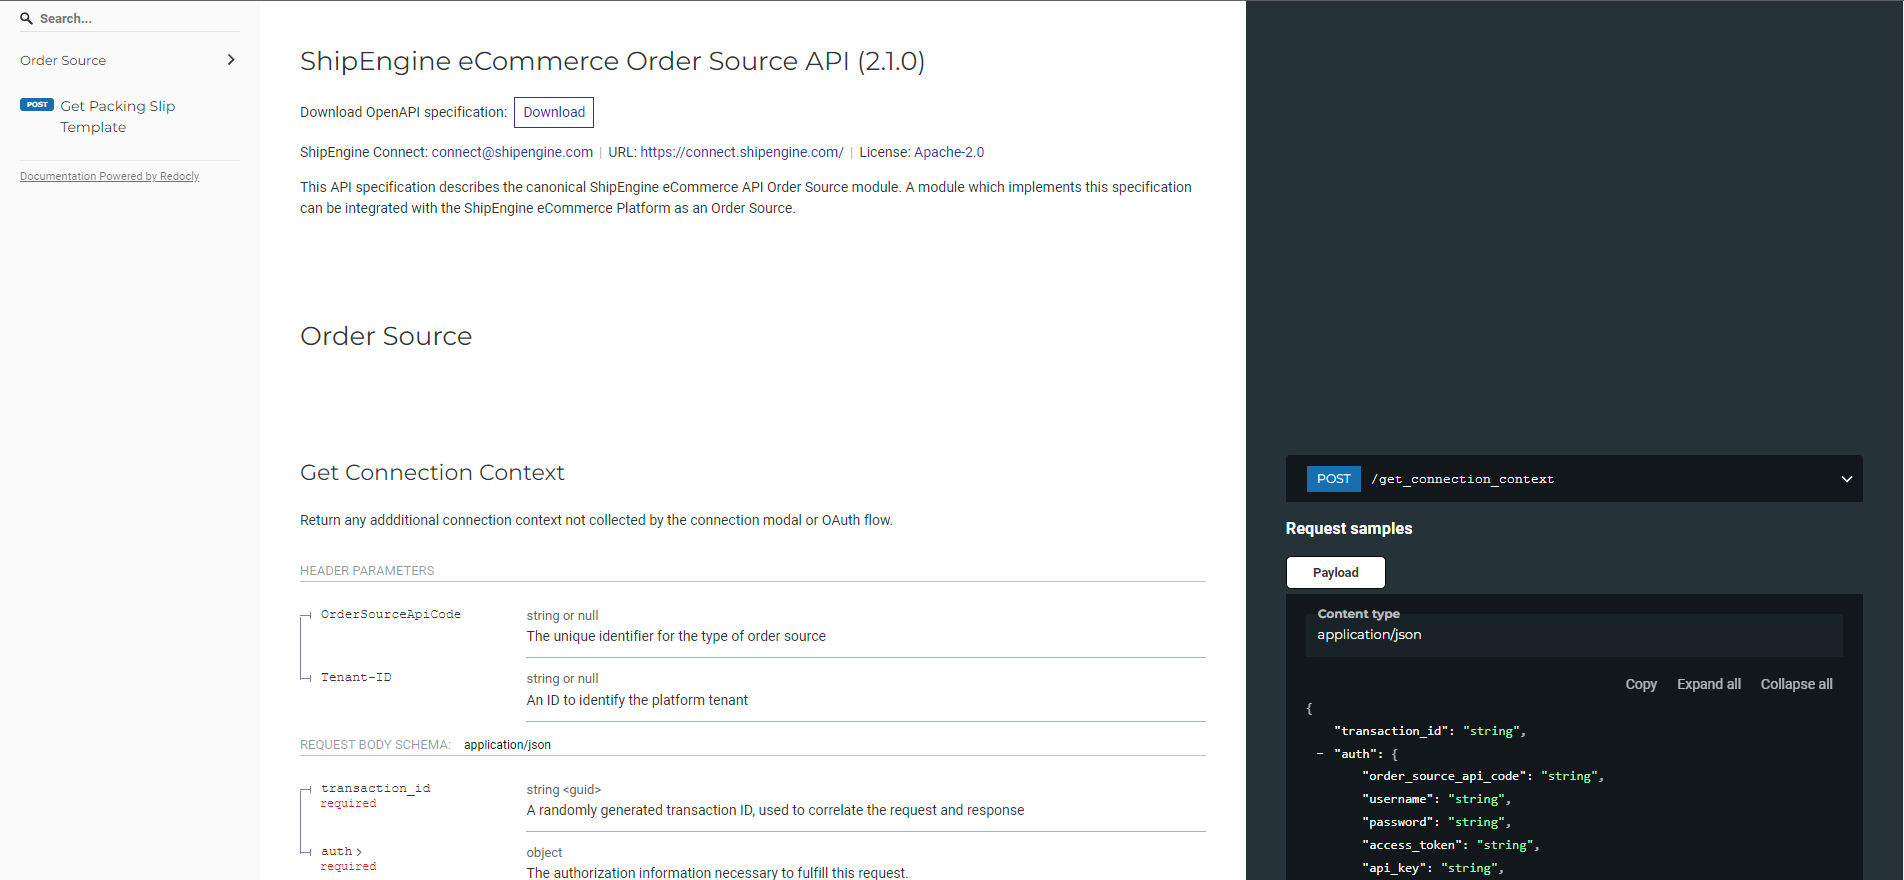 Search...
Order Source
POST Get Packing Slip
Template
Documentation Powered by Redocly
ShipEngine eCommerce Order Source API (2.1.0)
Download OpenAPI specification: Download
ShipEngine Connect: connect@shipengine.com | URL: https://connect.shipengine.com/ | License: Apache-2.0
This API specification describes the canonical ShipEngine eCommerce API Order Source module. A module which implements this specification
can be integrated with the ShipEngine eCommerce Platform as an Order Source.
Order Source
Get Connection Context
Return any addditional connection context not collected by the connection modal or OAuth flow.
HEADER PARAMETERS
OrderSourceApiCode
string or null
The unique identifier for the type of order source
Tenant-ID
string or null
An ID to identify the platform tenant
REQUEST BODY SCHEMA: application/json
transaction_id
required
string <guid>
A randomly generated transaction ID, used to correlate the request and response
auth >
required
object
The authorization information necessary to fulfill this request.
POST /get_connection_context
Request samples
Payload
Content type
application/json
Copy Expand all Collapse all
{
"transaction_id": "string",
- "auth": {
"order_source_api_code": "string",
"username": "string",
"password": "string",
"access_token": "string",
"api_key": "string",